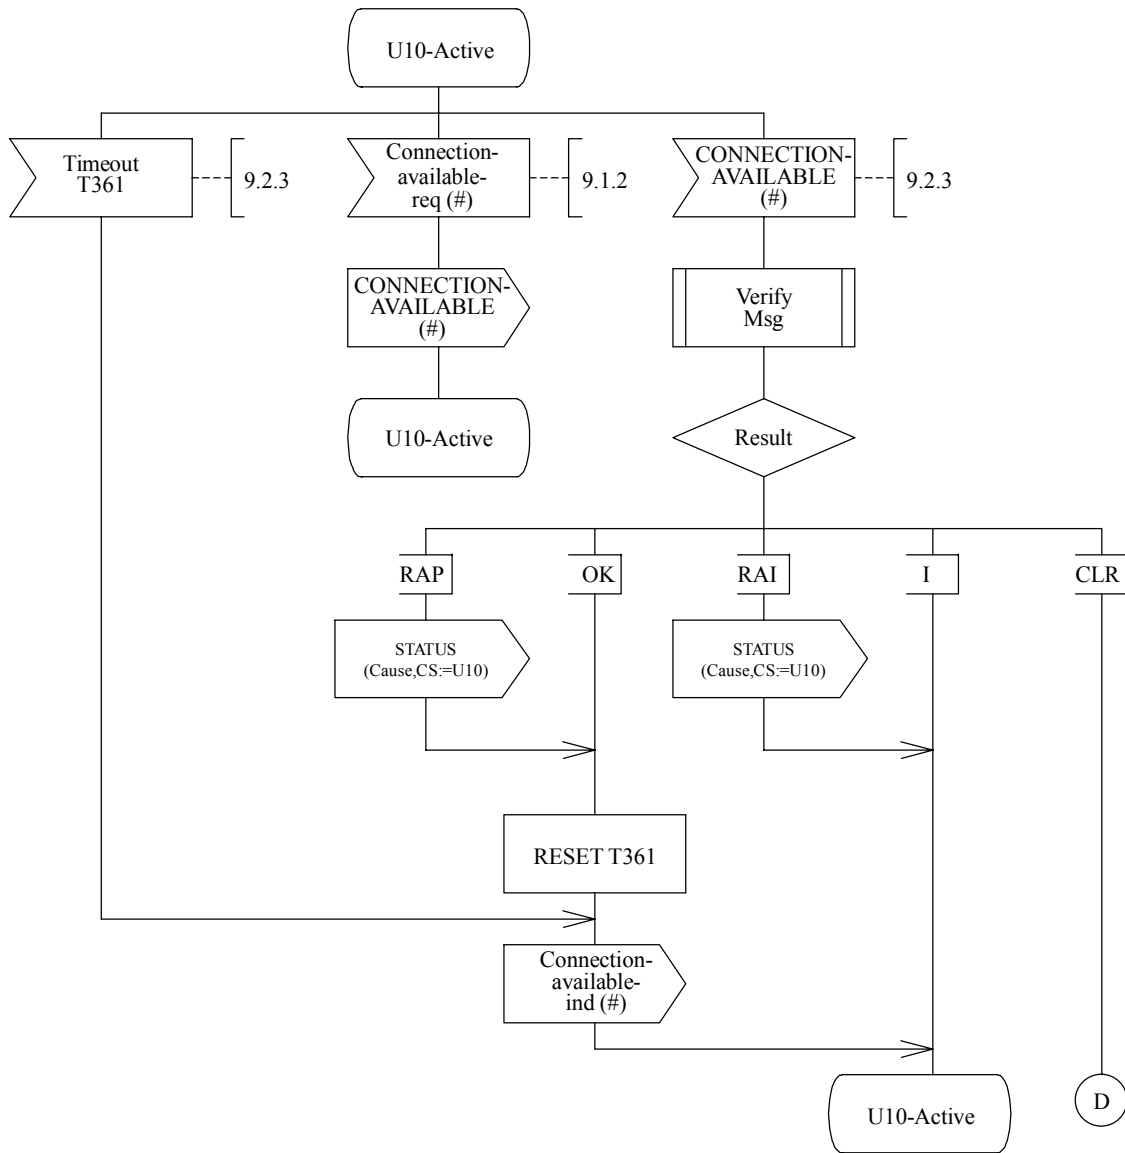 U10-Active
Timeout
T361
9.2.3
Connection-
available-
req (#)
9.1.2
CONNECTION-
AVAILABLE
(#)
9.2.3
CONNECTION-
AVAILABLE
(#)
Verify
Msg
U10-Active
Result
RAP
OK
RAI
I
CLR
STATUS
(Cause,CS:=U10)
STATUS
(Cause,CS:=U10)
RESET T361
Connection-
available-
ind (#)
U10-Active
D